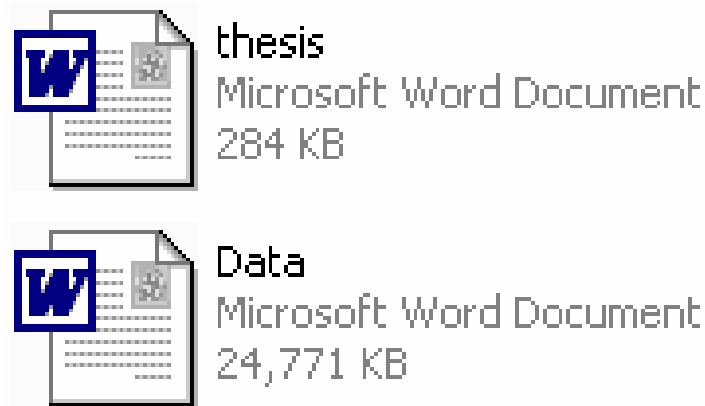 thesis
Microsoft Word Document
284 KB
Data
Microsoft Word Document
24,771 KB